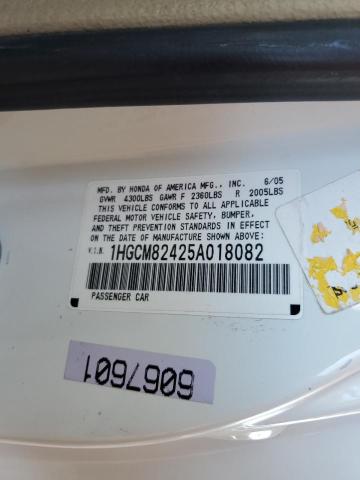 MFD. BY HONDA OF AMERICA MFG., INC. 6/05
GVWR 4300LBS GAWR F 2360LBS R 2005LBS
THIS VEHICLE CONFORMS TO ALL APPLICABLE
FEDERAL MOTOR VEHICLE SAFETY, BUMPER,
AND THEFT PREVENTION STANDARDS IN EFFECT
ON THE DATE OF MANUFACTURE SHOWN ABOVE.
V.I.N. 1HGCM82425A018082
PASSENGER CAR
6067601